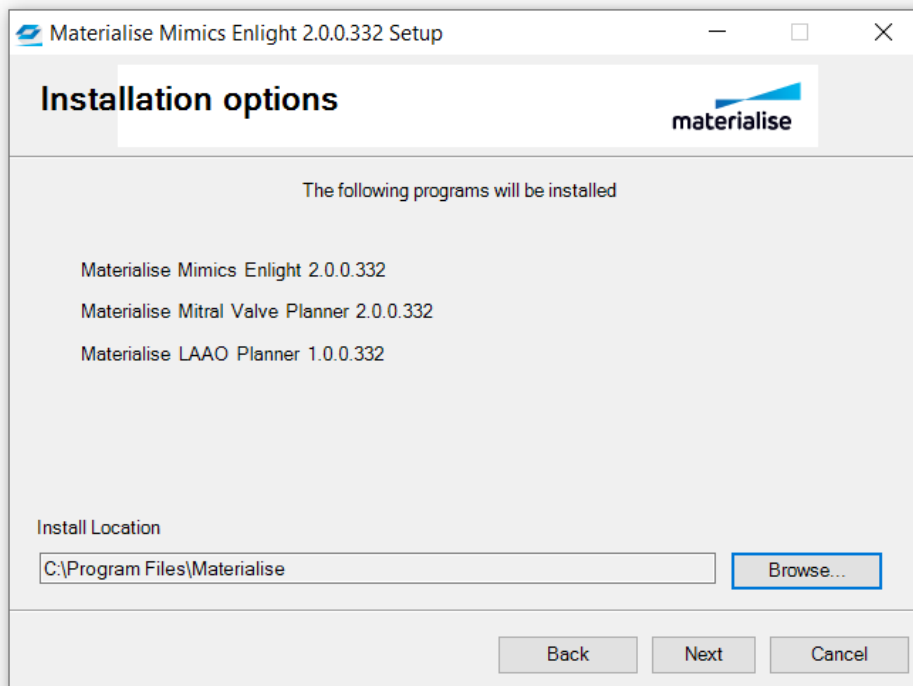 Materialise Mimics Enlight 2.0.0.332 Setup
Installation options
materialise
The following programs will be installed
Materialise Mimics Enlight 2.0.0.332
Materialise Mitral Valve Planner 2.0.0.332
Materialise LAAO Planner 1.0.0.332
Install Location
C:\Program Files\Materialise
Browse...
Back
Next
Cancel